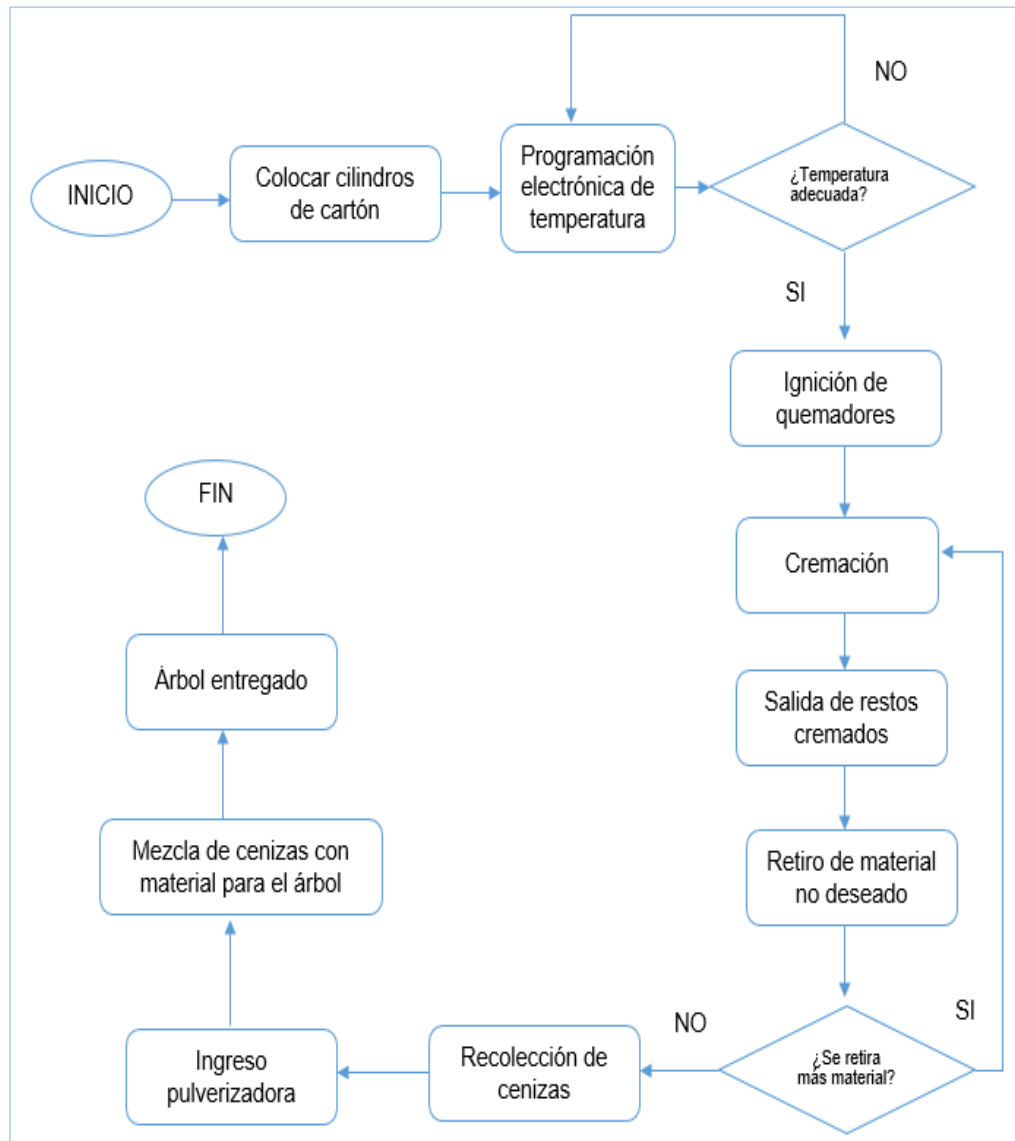 INICIO
Colocar cilindros
de cartón
Programación
electrónica de
temperatura
¿Temperatura
adecuada?
NO
SI
Ignición de
quemadores
Cremación
Salida de restos
cremados
Retiro de material
no deseado
¿Se retira
más material?
SI
NO
Recolección de
cenizas
Ingreso
pulverizadora
Mezcla de cenizas con
material para el árbol
Árbol entregado
FIN